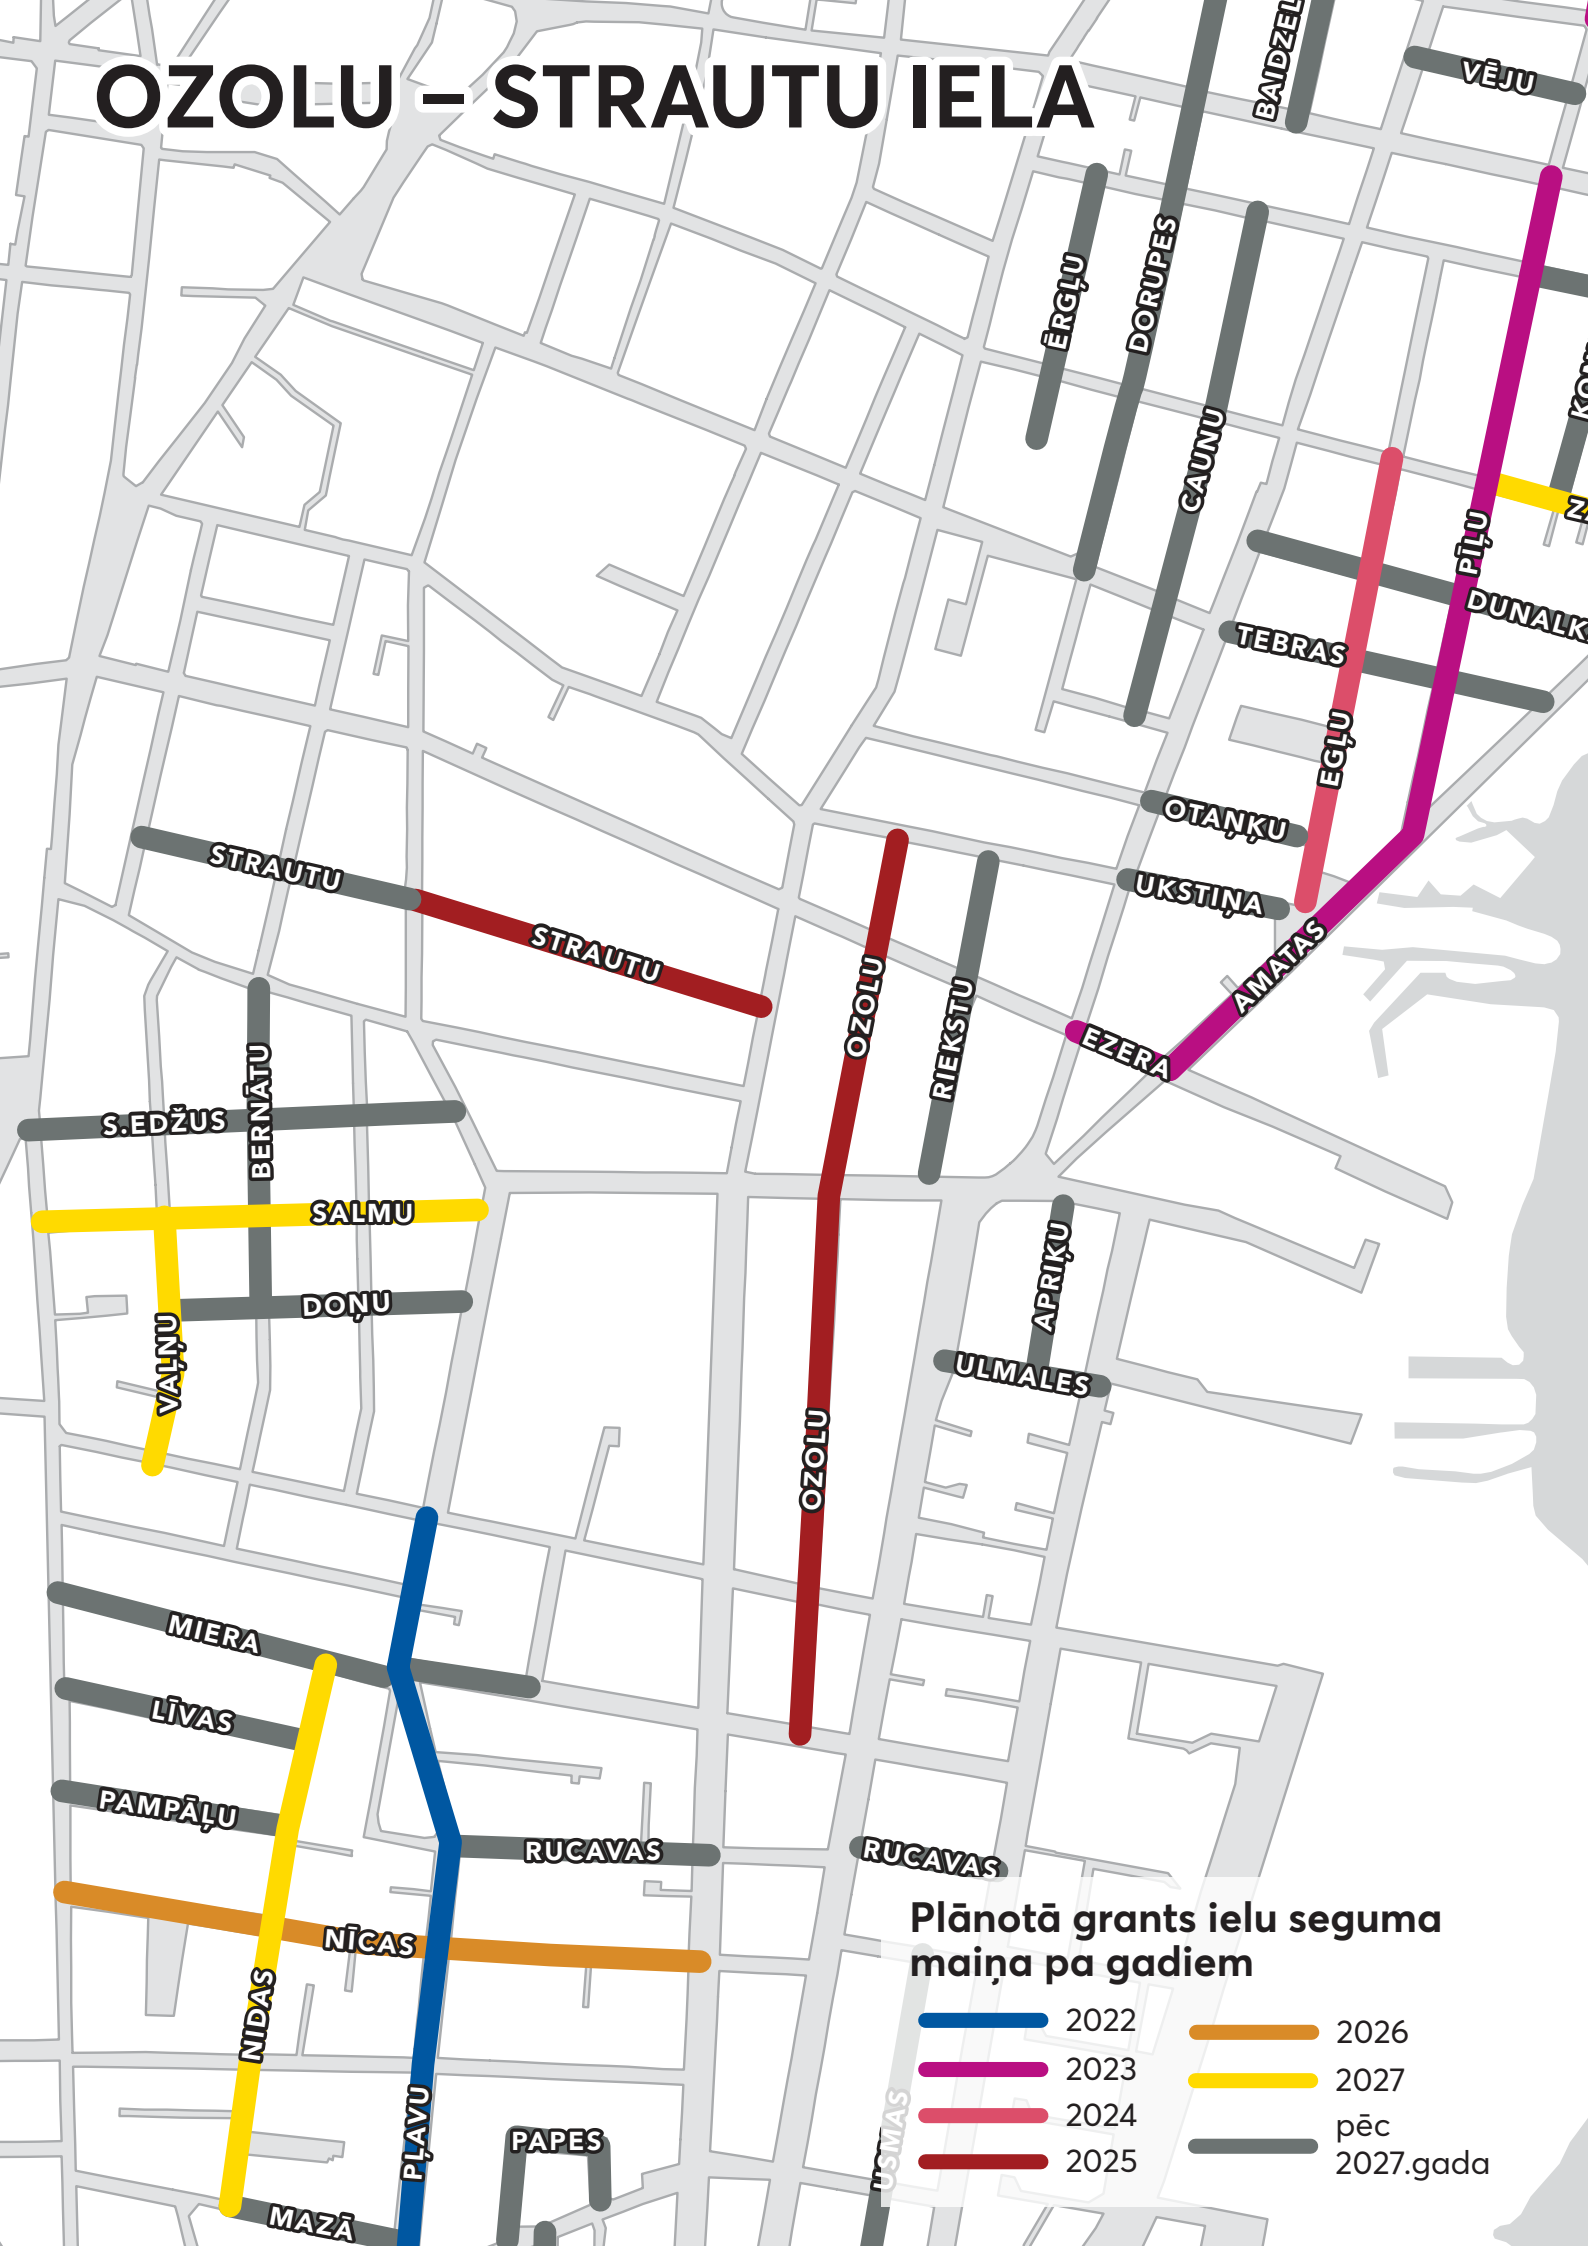 OZOLU – STRAUTU IELA
BAIDZEL
VĒJU
ĒRGĻU
DORUPES
CAUNU
PĪĻU
DUNALK
TEBRAS
EGĻU
OTAŅĶU
UKSTIŅA
AMATAS
EZERA
STRAUTU
STRAUTU
OZOLU
RIEKSTU
BERNĀTU
S.EDŽUS
SALMU
DOŅU
VAĻŅU
APRIĶU
ULMALES
OZOLU
MIERA
LĪVAS
PAMPĀĻU
RUCAVAS
RUCAVAS
NĪCAS
NIDAS
PĻAVU
PAPES
MAZĀ
USMAS
Plānotā grants ielu seguma
maiņa pa gadiem
2022
2023
2024
2025
2026
2027
pēc
2027.gada